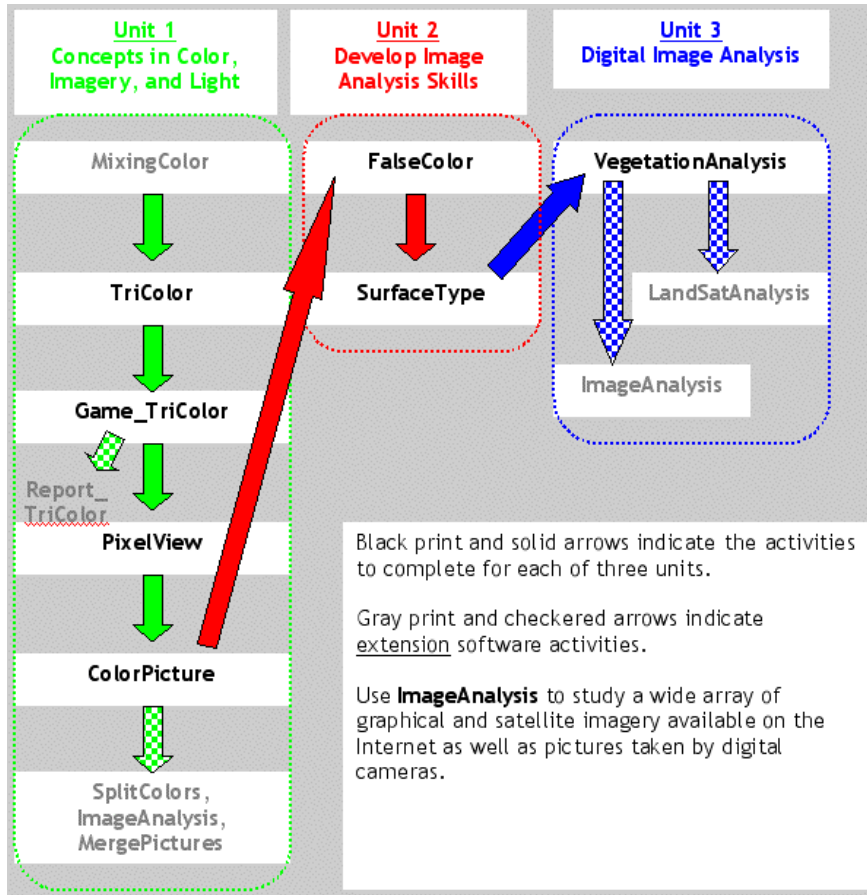 Unit 1
Concepts in Color,
Imagery, and Light
Unit 2
Develop Image
Analysis Skills
Unit 3
Digital Image Analysis
MixingColor
TriColor
Game_TriColor
Report_
TriColor
PixelView
ColorPicture
SplitColors,
ImageAnalysis,
MergePictures
FalseColor
SurfaceType
VegetationAnalysis
LandSatAnalysis
ImageAnalysis
Black print and solid arrows indicate the activities
to complete for each of three units.
Gray print and checkered arrows indicate
extension software activities.
Use ImageAnalysis to study a wide array of
graphical and satellite imagery available on the
Internet as well as pictures taken by digital
cameras.